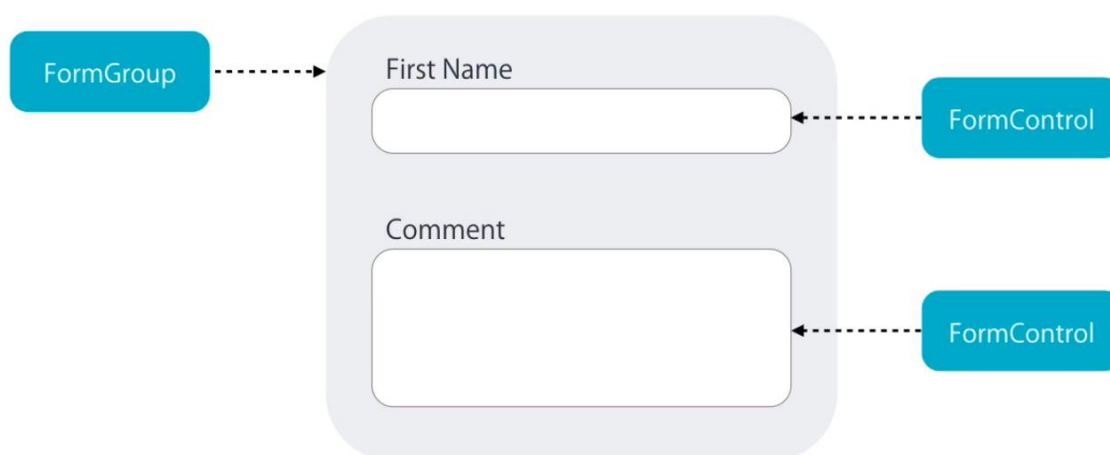 FormGroup
First Name
FormControl
Comment
FormControl